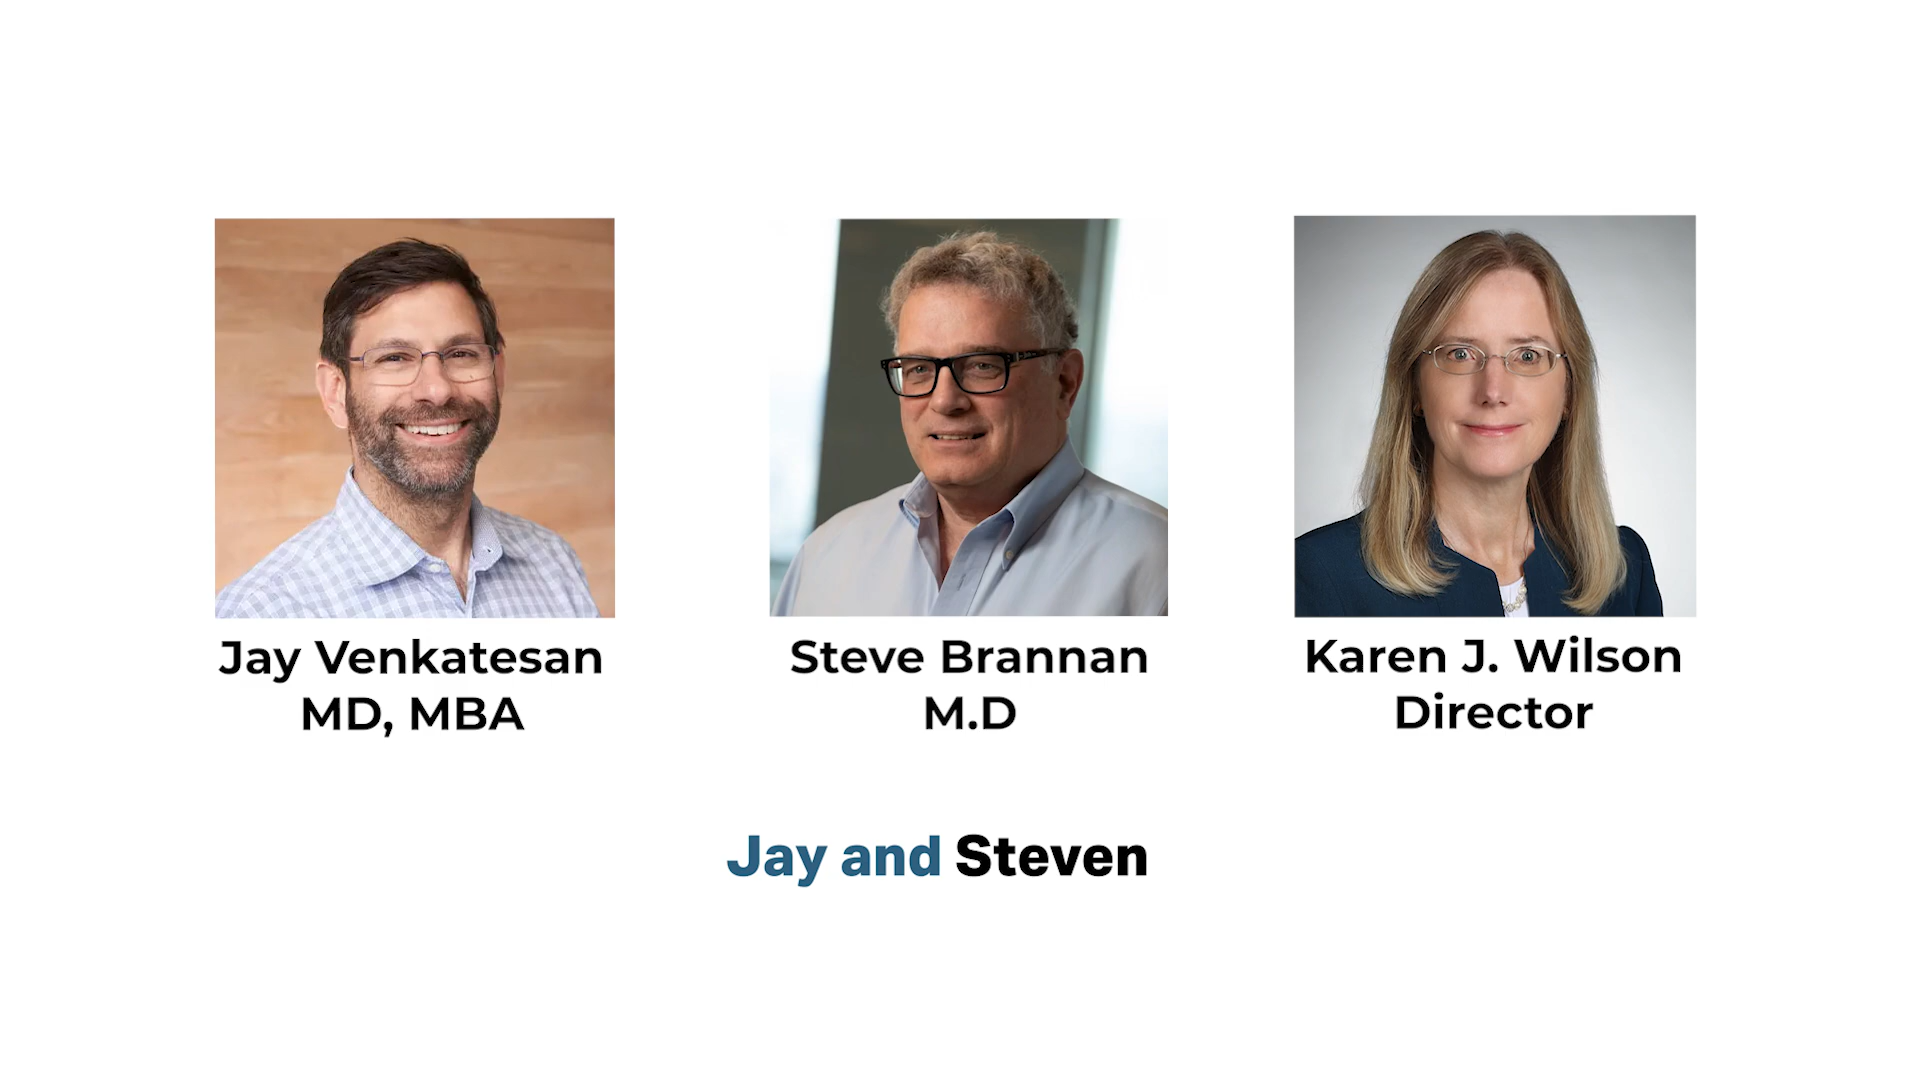 Jay Venkatesan
MD, MBA
Steve Brannan
M.D
Karen J. Wilson
Director
Jay and Steven